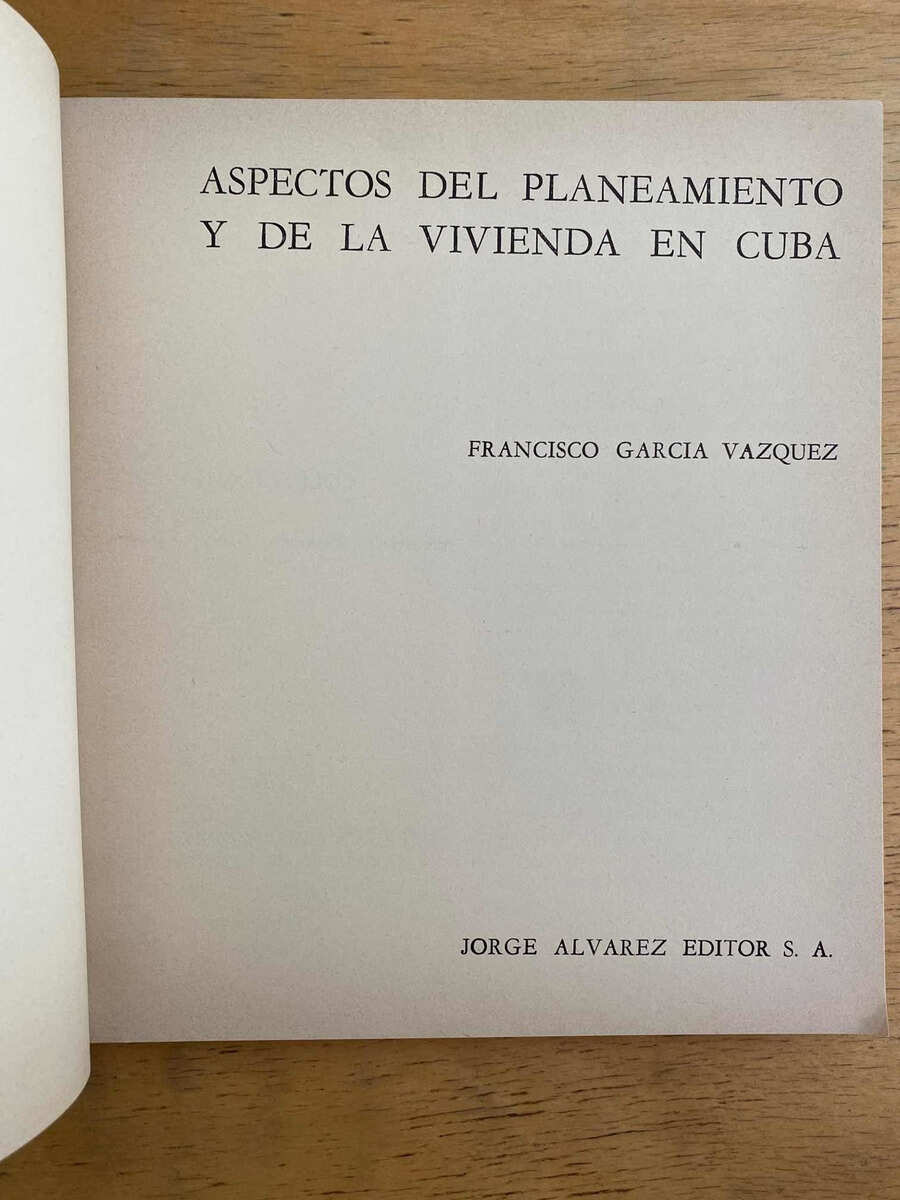 ASPECTOS DEL PLANEAMIENTO
Y DE LA VIVIENDA EN CUBA
FRANCISCO GARCIA VAZQUEZ
JORGE ALVAREZ EDITOR S. A.